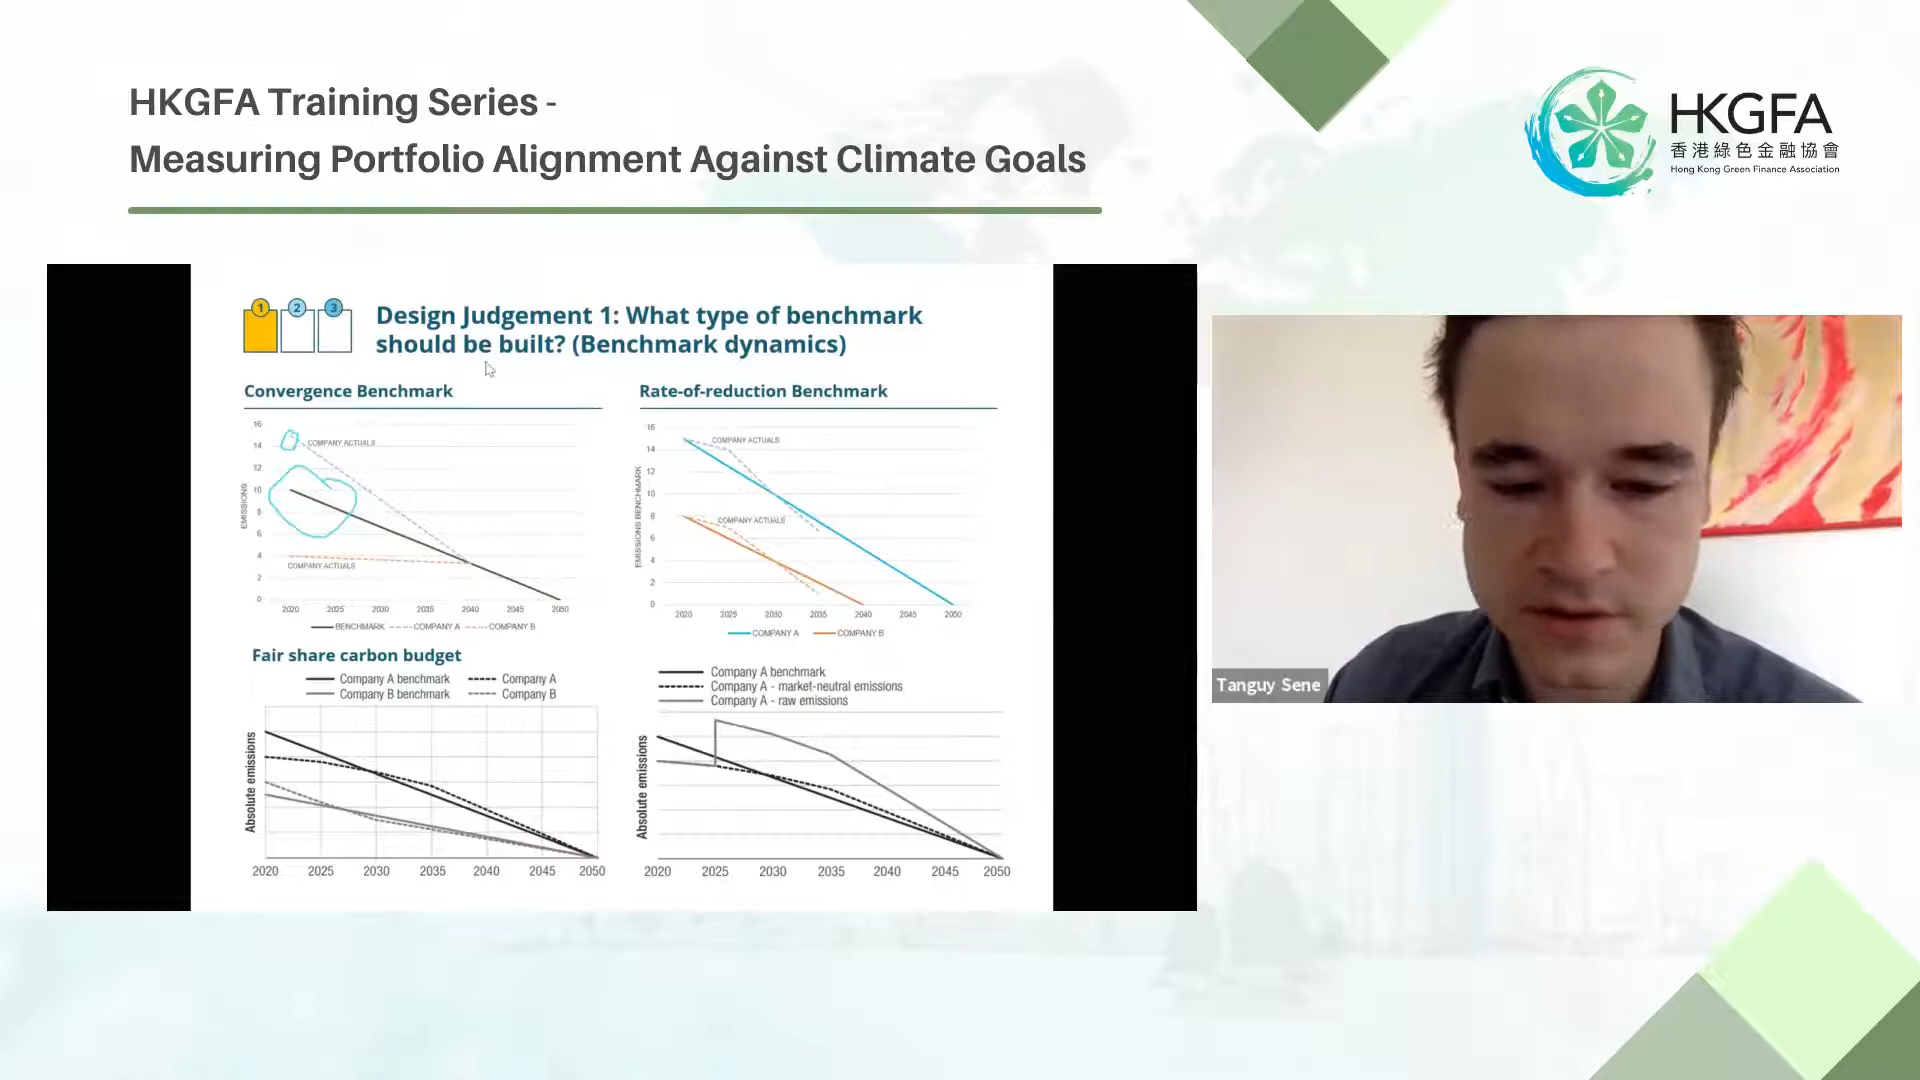 HKGFA Training Series -
Measuring Portfolio Alignment Against Climate Goals
HKGFA
香港綠色金融協會
Hong Kong Green Finance Association
1 2 3
Design Judgement 1: What type of benchmark
should be built? (Benchmark dynamics)
Convergence Benchmark
16
14
12
10
8
6
4
2
0
EMISSIONS
COMPANY ACTUALS
COMPANY ACTUALS
2020 2025 2030 2035 2040 2045 2050
BENCHMARK COMPANY A COMPANY B
Rate-of-reduction Benchmark
16
14
12
10
8
6
4
2
0
EMISSIONS BENCHMARK
COMPANY ACTUALS
COMPANY ACTUALS
2020 2025 2030 2035 2040 2045 2050
COMPANY A COMPANY B
Fair share carbon budget
Company A benchmark Company A
Company B benchmark Company B
Absolute emissions
2020 2025 2030 2035 2040 2045 2050
Company A benchmark
Company A - market-neutral emissions
Company A - raw emissions
Absolute emissions
2020 2025 2030 2035 2040 2045 2050
Tanguy Sene